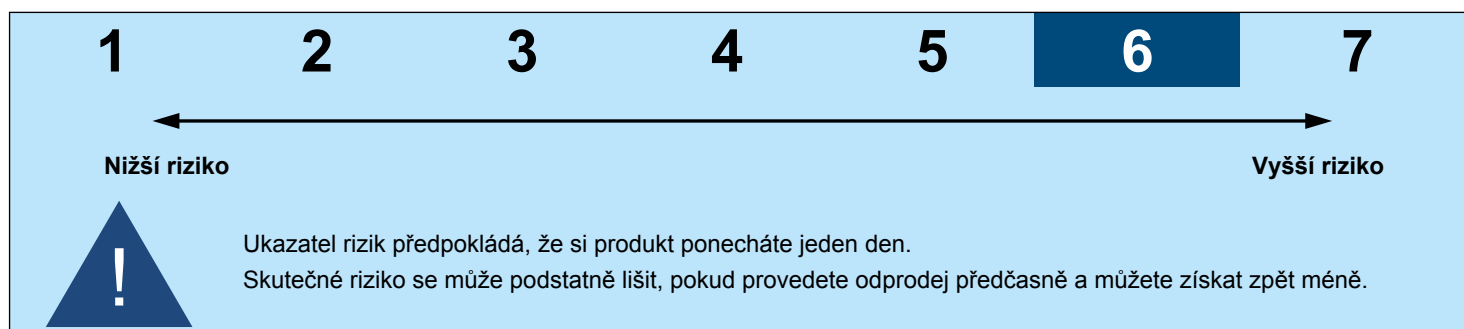 1 2 3 4 5 6 7
Nižší riziko Vyšší riziko
!
Ukazatel rizik předpokládá, že si produkt ponecháte jeden den.
Skutečné riziko se může podstatně lišit, pokud provedete odprodej předčasně a můžete získat zpět méně.